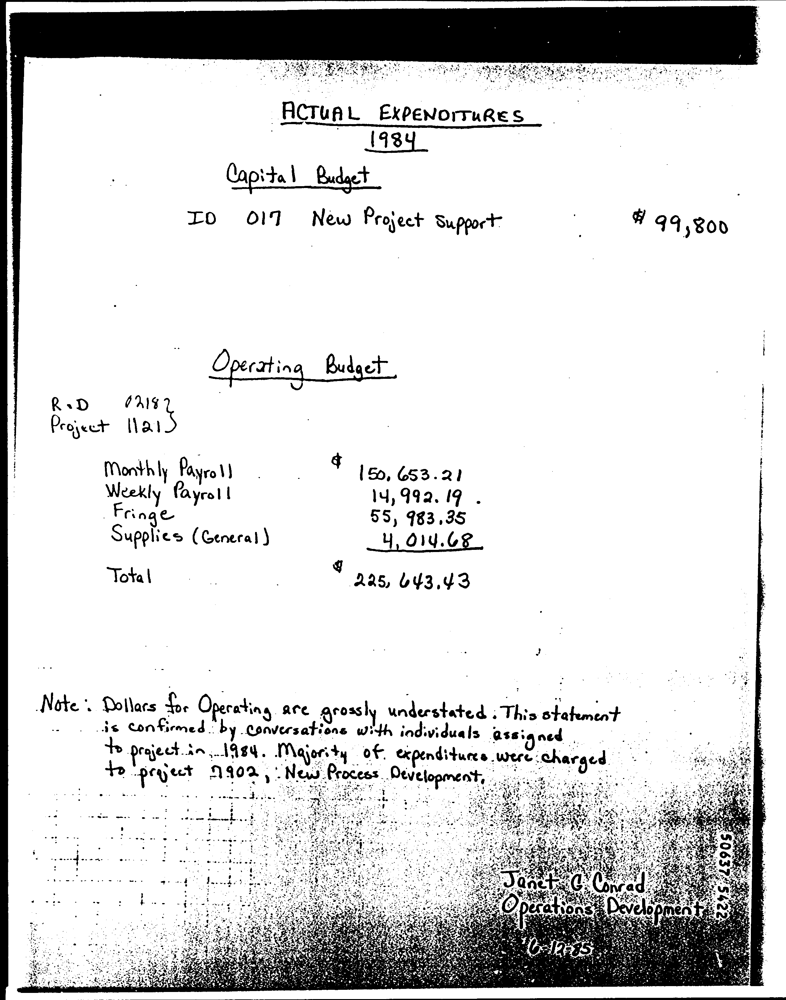 ACTUAL EXPENDITURES
1984
Capital Budget
ID 017 New Project Support $ 99,800
Operating Budget
R.D 0218}
Project 1121}
Monthly Payroll $ 150,653.21
Weekly Payroll 14,992.19
Fringe 55,983.35
Supplies (General) 4,014.68
Total $ 225,643.43
Note: Dollars for Operating are grossly understated. This statement
is confirmed by conversations with individuals assigned
to project in 1984. Majority of expenditures were charged
to project 7902, New Process Development.
Janet G Conrad
Operations Development
6-12-85
50637 5422